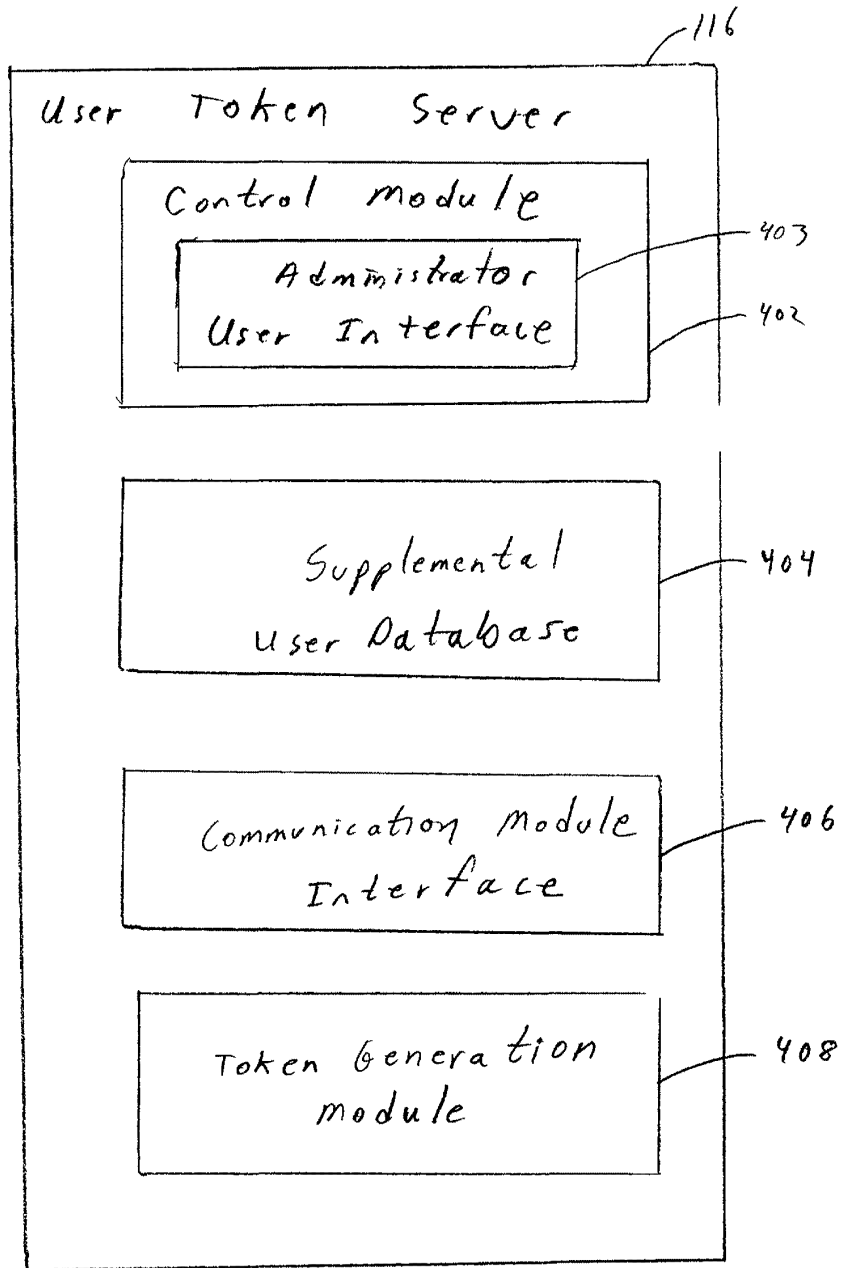 116
User Token Server
Control Module
403
Administrator
User Interface
402
Supplemental
User Database
404
Communication Module
Interface
406
Token Generation
Module
408